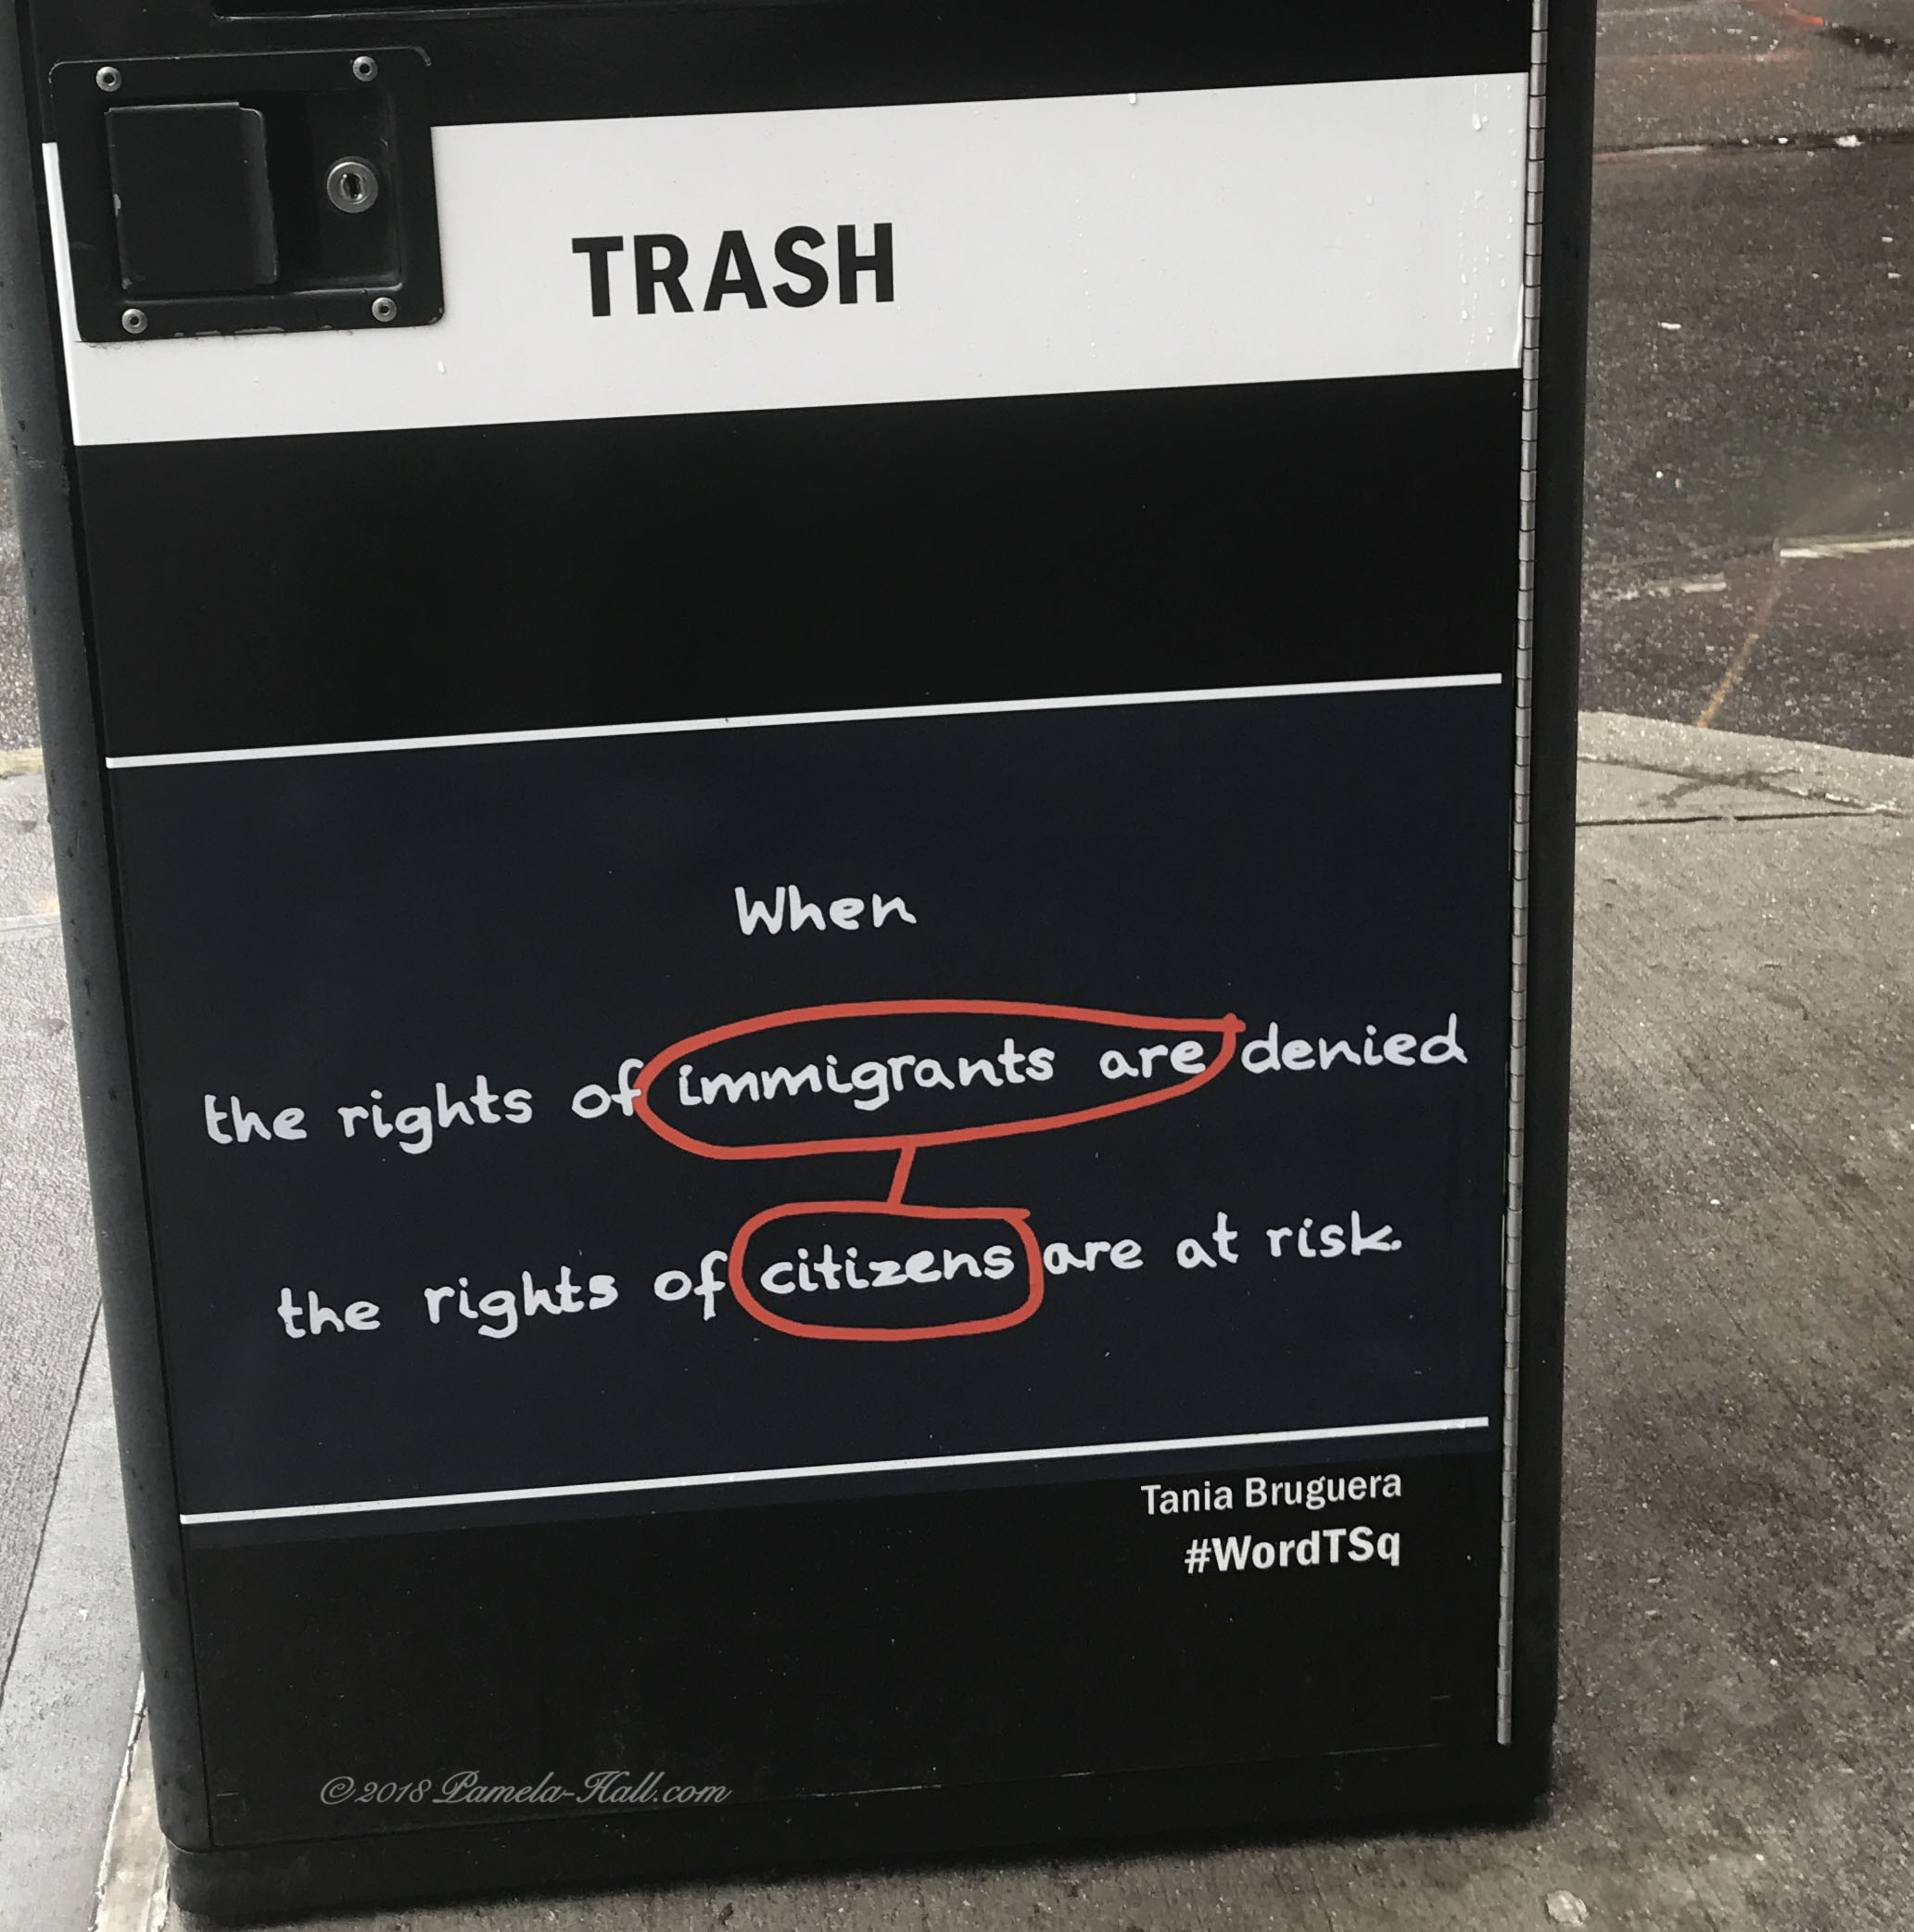 TRASH
When
the rights of immigrants are denied
the rights of citizens are at risk.
Tania Bruguera
#WordTSq
©2018 Pamela-Hall.com